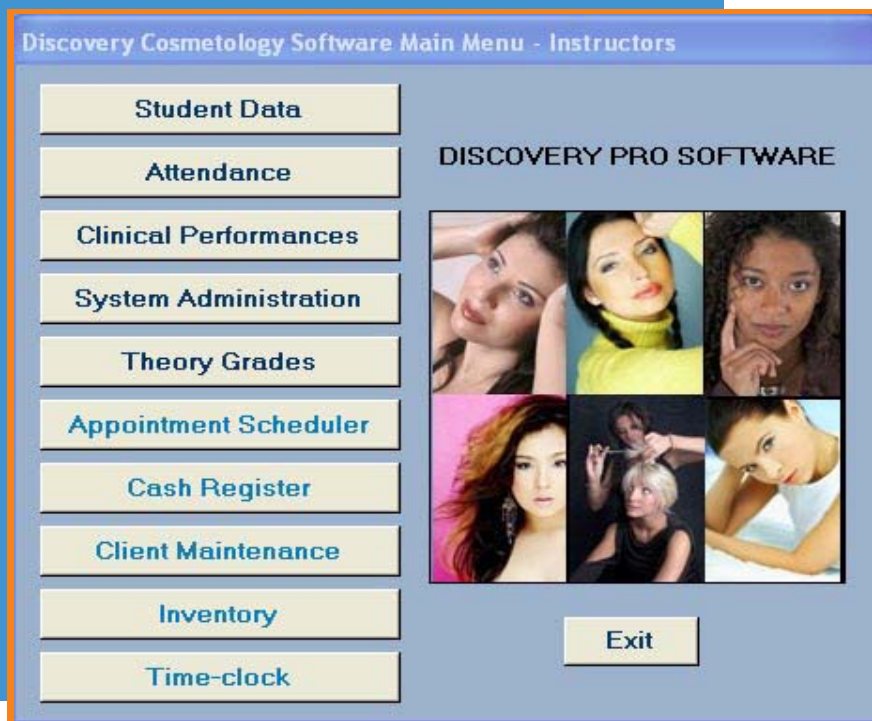 Discovery Cosmetology Software Main Menu - Instructors
Student Data
Attendance
Clinical Performances
System Administration
Theory Grades
Appointment Scheduler
Cash Register
Client Maintenance
Inventory
Time-clock
DISCOVERY PRO SOFTWARE
Exit